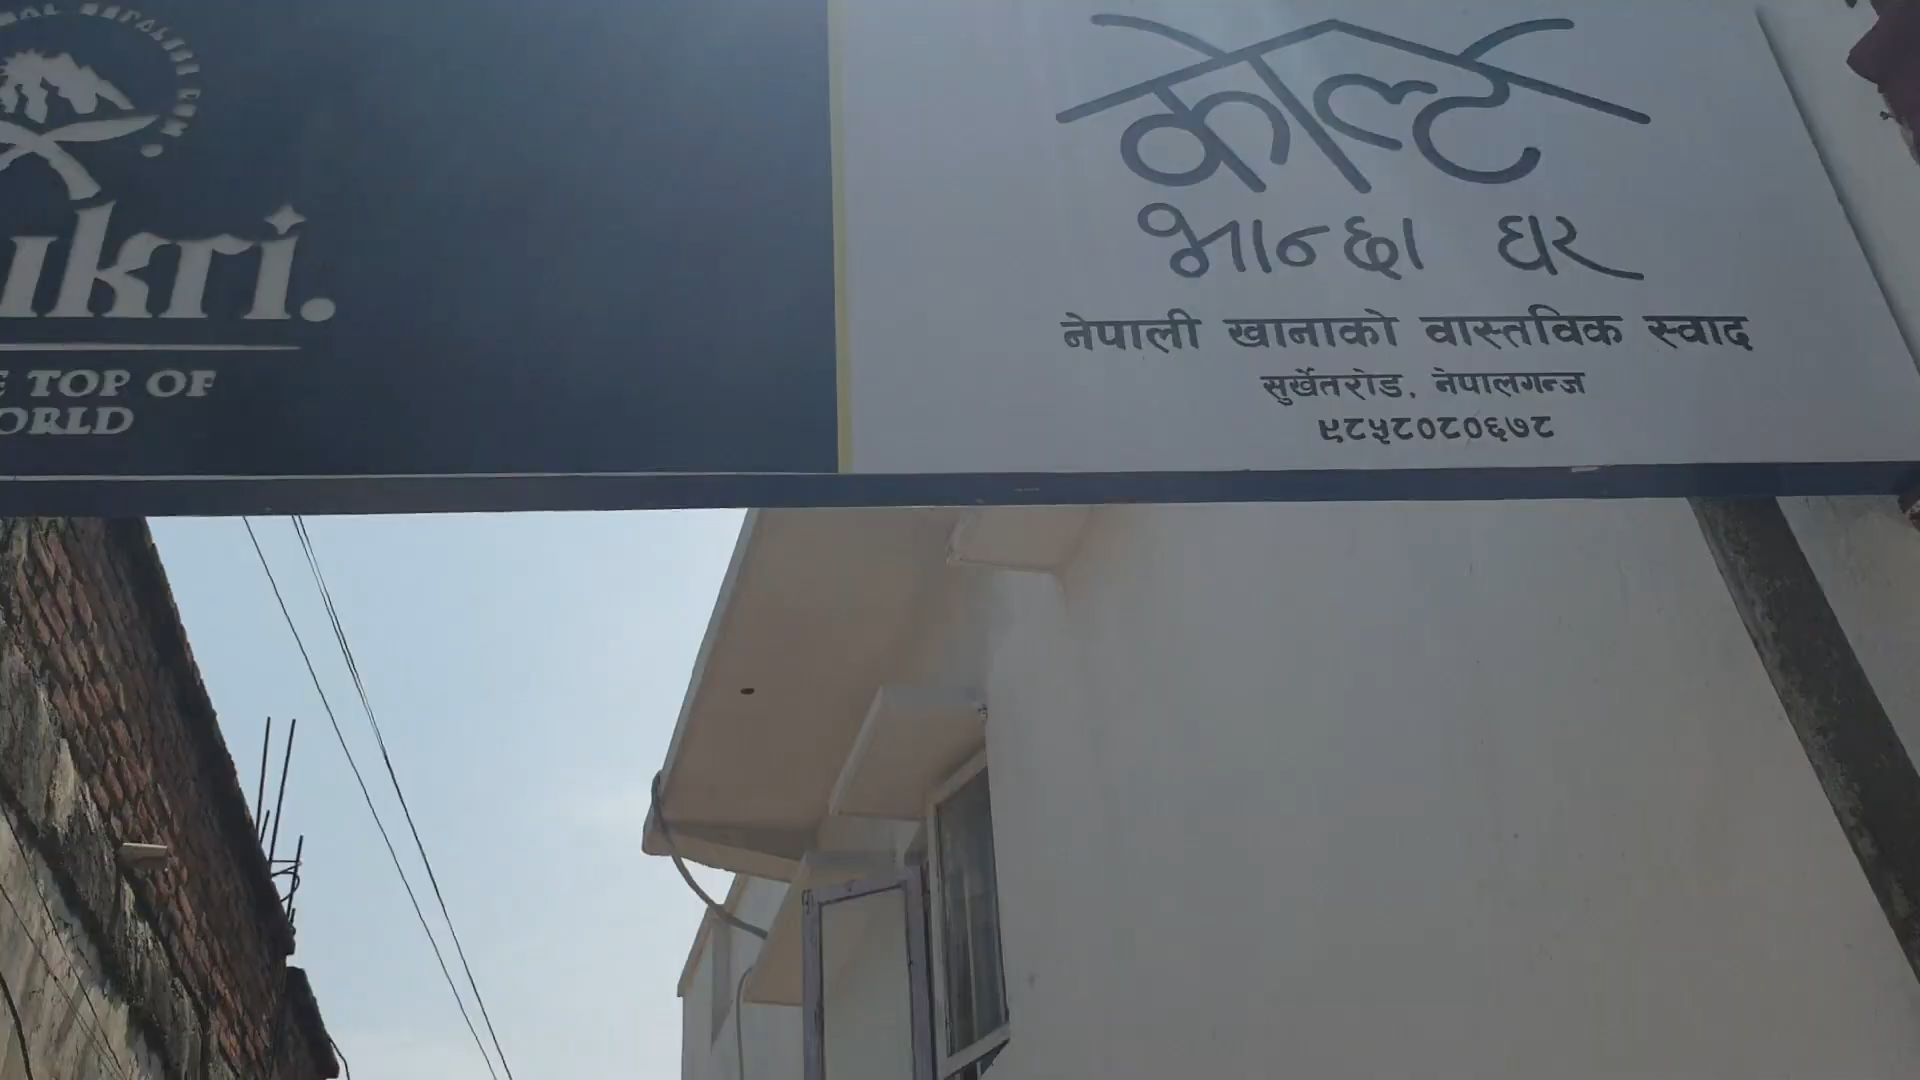 ukri.
TOP OF
ORLD
कोल्टे
भान्छा घर
नेपाली खानाको वास्तविक स्वाद
सुर्खेतरोड, नेपालगन्ज
९८५८०८०६७८